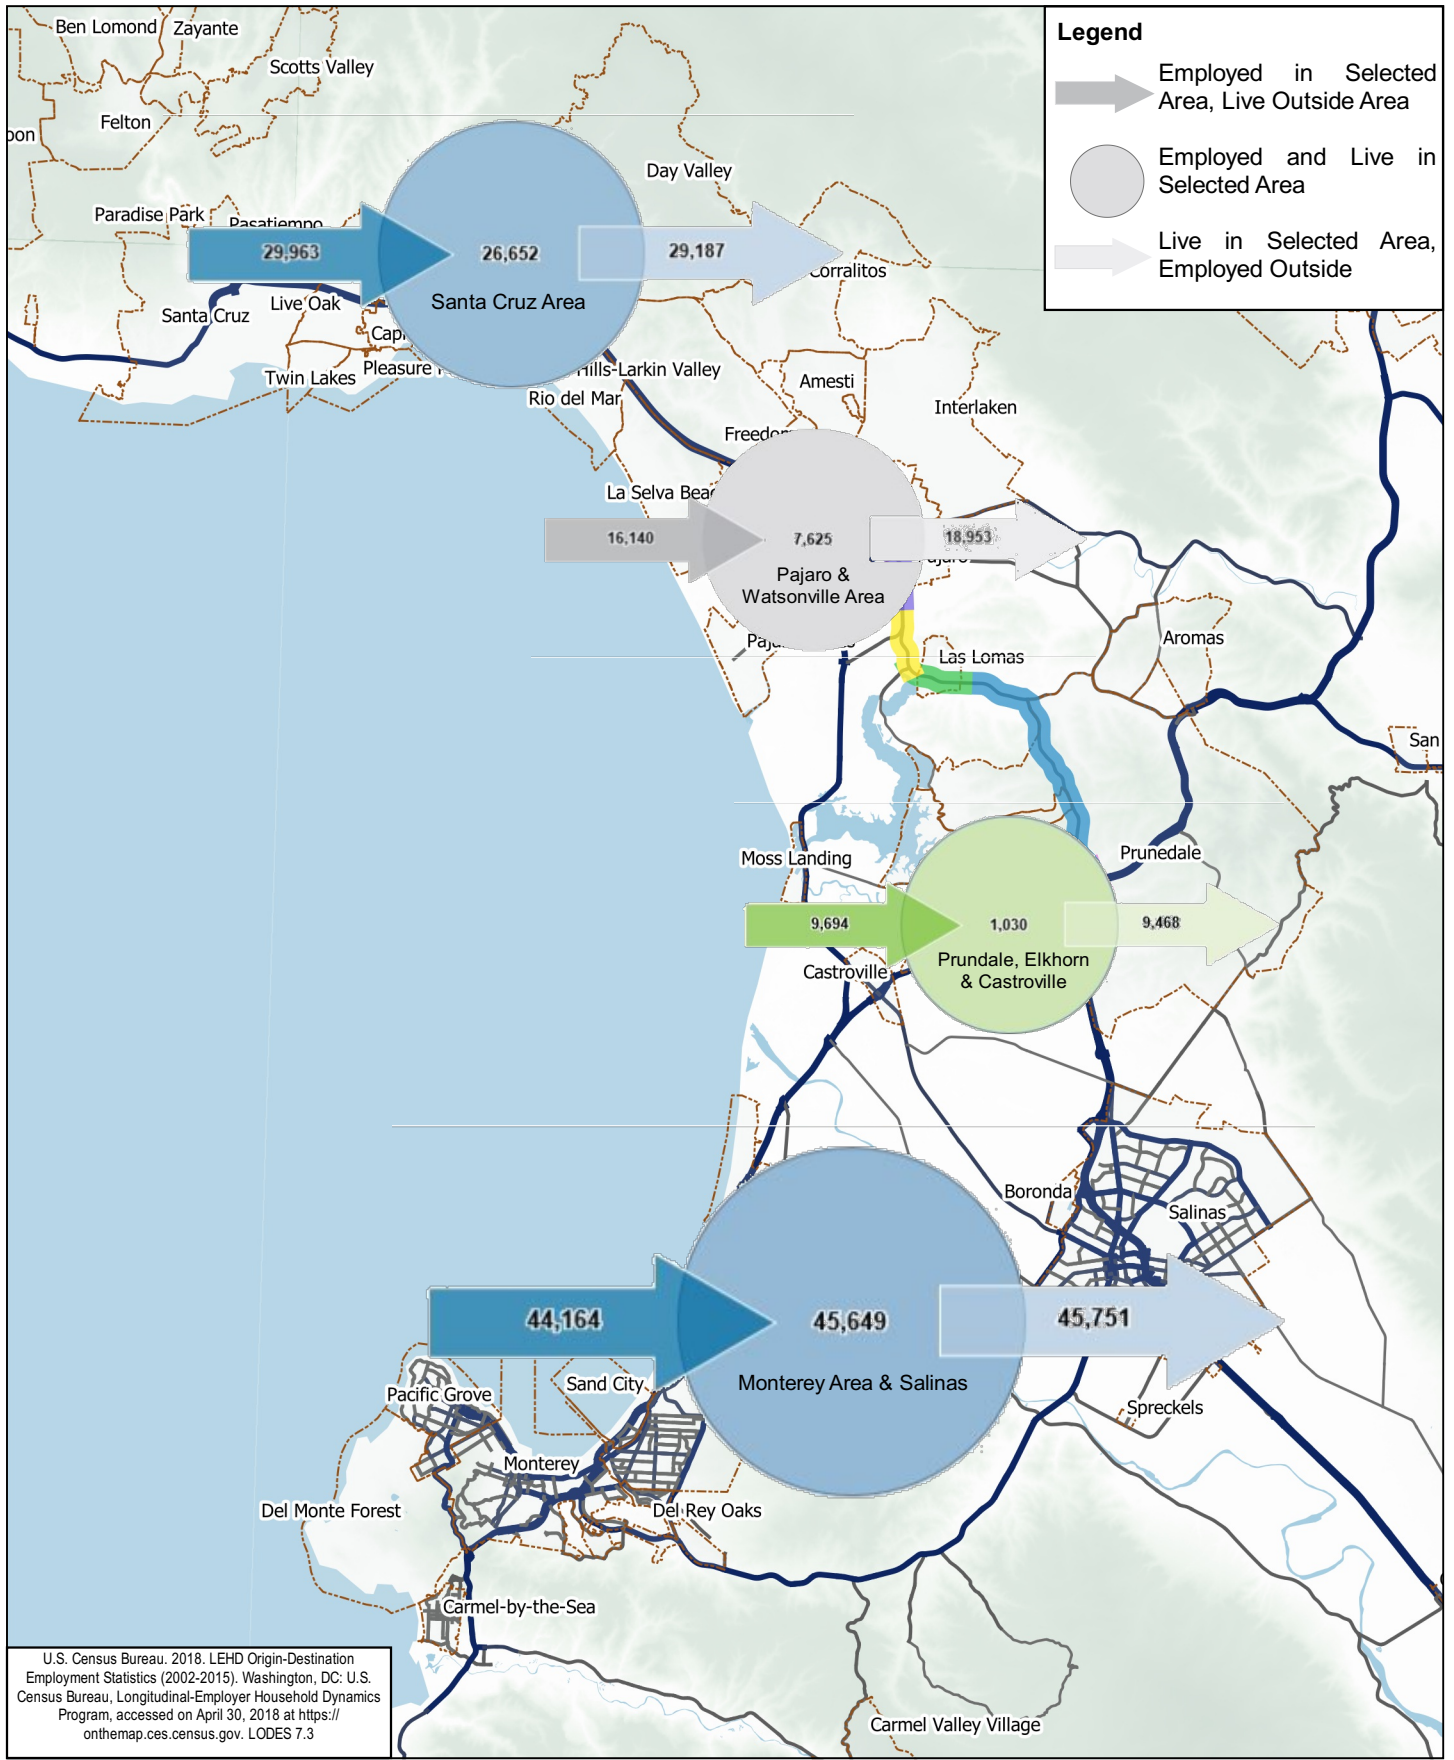 Ben Lomond
Zayante
Scotts Valley
Felton
Day Valley
Paradise Park
Pasatiempo
29,963
26,652
29,187
Santa Cruz Area
Corralitos
Santa Cruz
Live Oak
Twin Lakes
Pleasure
Hills-Larkin Valley
Rio del Mar
Amesti
Interlaken
Freedom
La Selva Beac
16,140
7,625
18,953
Pajaro &
Watsonville Area
Pajaro
Las Lomas
Aromas
San
Moss Landing
Prunedale
9,694
1,030
9,468
Prundale, Elkhorn
& Castroville
Castroville
Boronda
Salinas
44,164
45,649
45,751
Monterey Area & Salinas
Pacific Grove
Sand City
Spreckels
Monterey
Del Monte Forest
Del Rey Oaks
Carmel-by-the-Sea
Carmel Valley Village
Legend
Employed in Selected
Area, Live Outside Area
Employed and Live in
Selected Area
Live in Selected Area,
Employed Outside
U.S. Census Bureau. 2018. LEHD Origin-Destination
Employment Statistics (2002-2015). Washington, DC: U.S.
Census Bureau, Longitudinal-Employer Household Dynamics
Program, accessed on April 30, 2018 at https://
onthemap.ces.census.gov. LODES 7.3